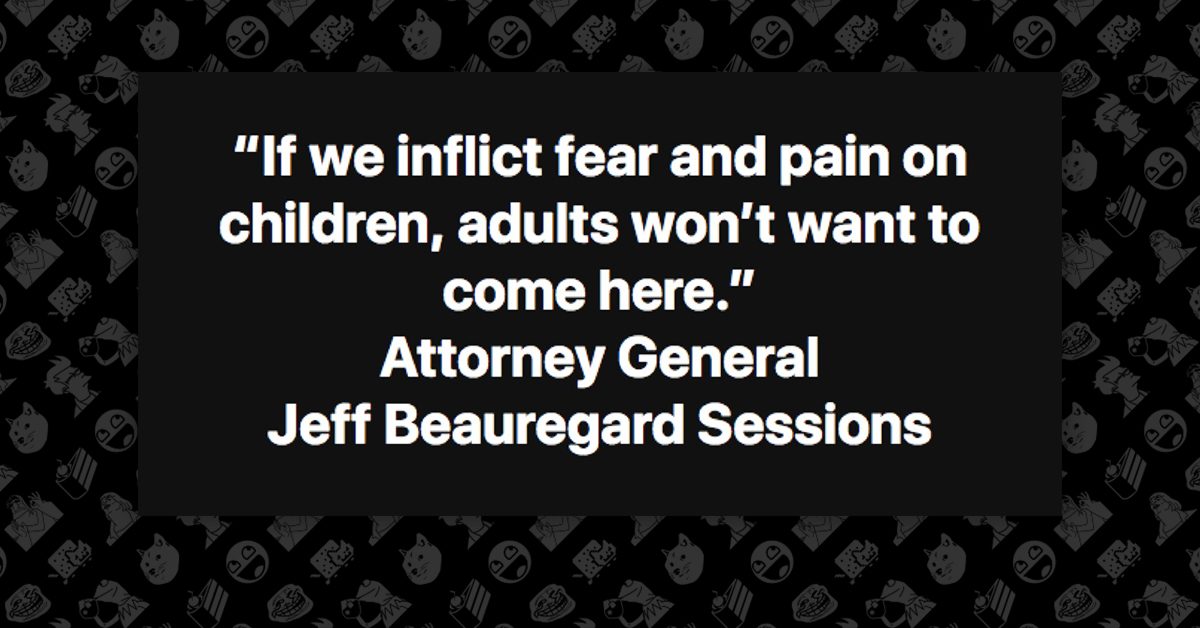 “If we inflict fear and pain on
children, adults won’t want to
come here.”
Attorney General
Jeff Beauregard Sessions